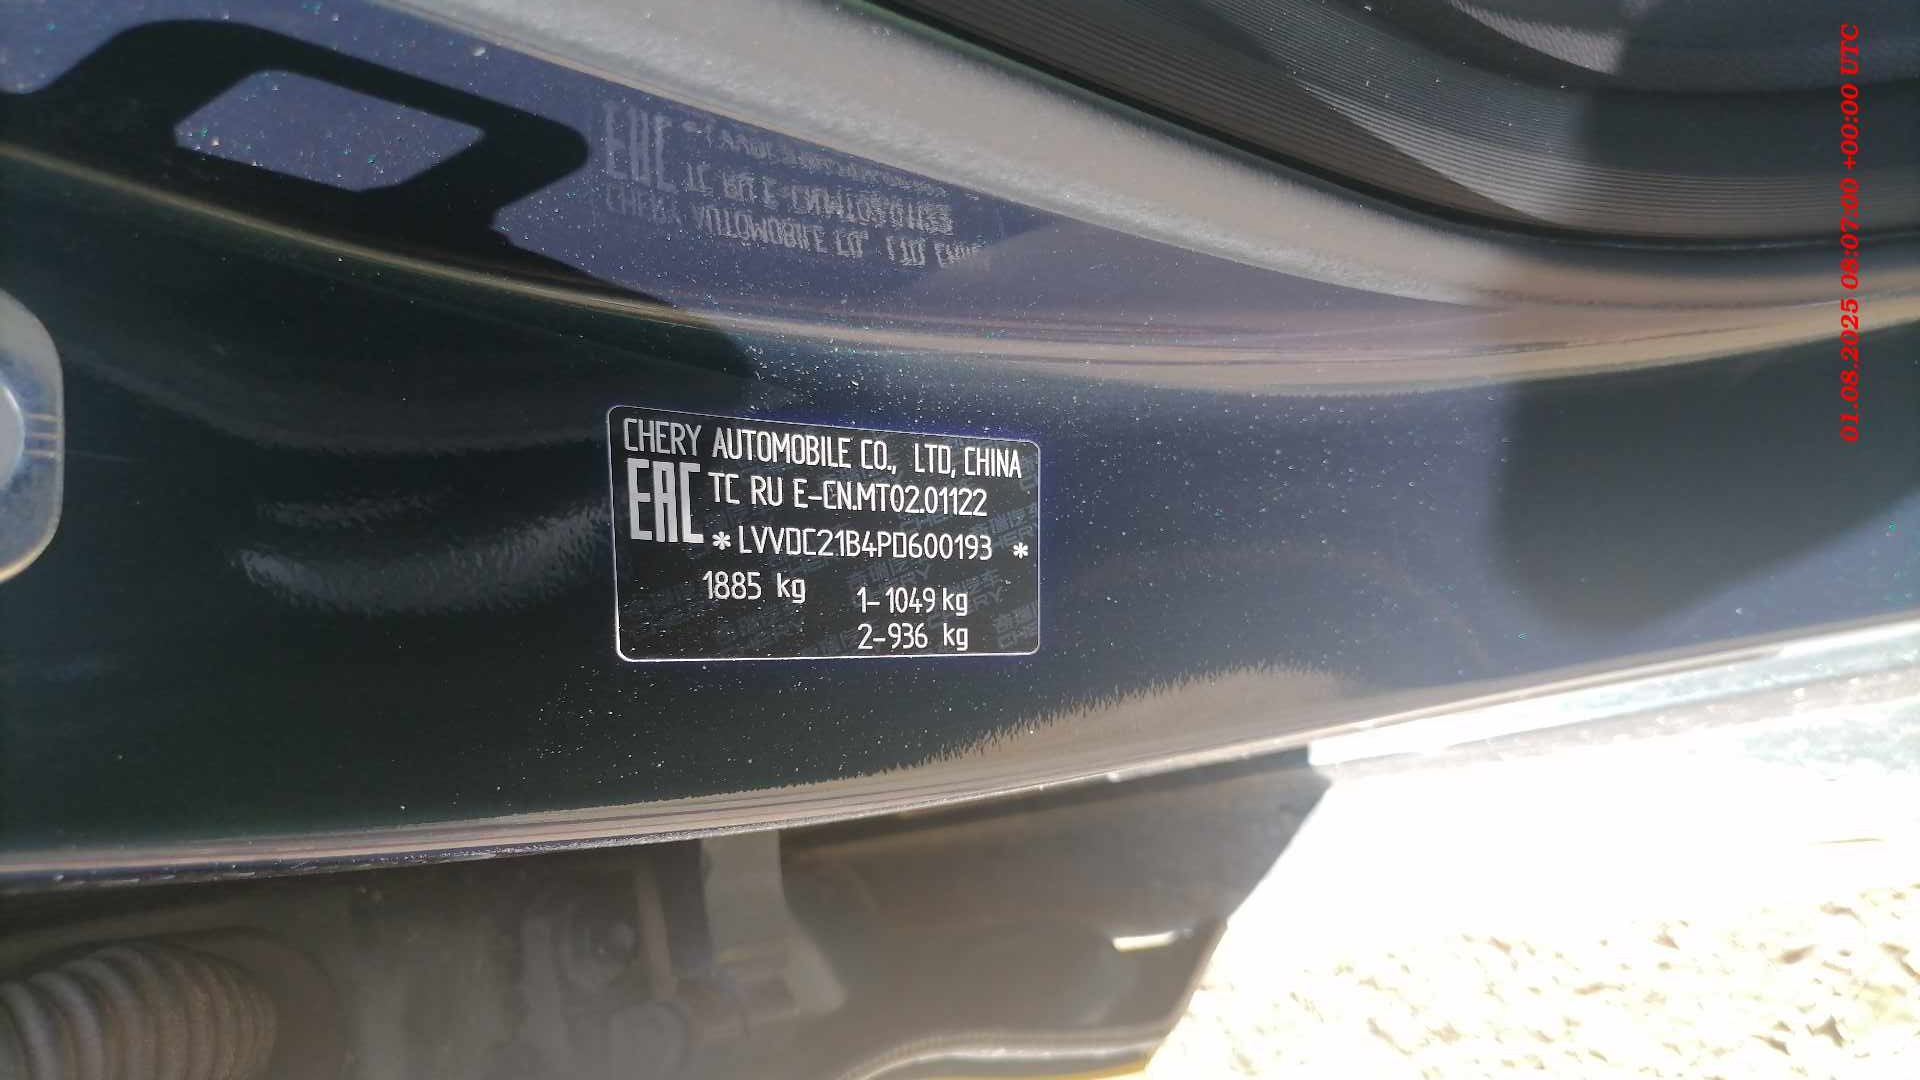 CHERY AUTOMOBILE CO., LTD, CHINA
EAC TC RU E-CN.MT02.01122
*LVVDC21B4PD600193 *
1885 kg 1-1049 kg
2-936 kg
01.08.2025 08:07:00 +00:00 UTC